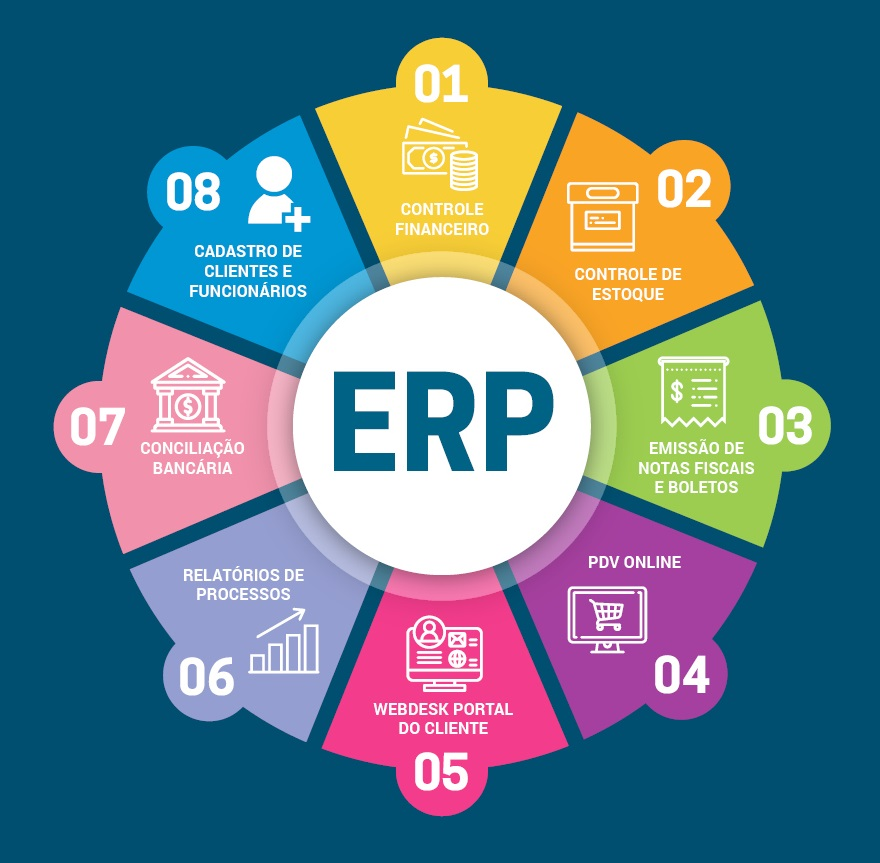 01
CONTROLE
FINANCEIRO
02
CONTROLE DE
ESTOQUE
03
EMISSÃO DE
NOTAS FISCAIS
E BOLETOS
PDV ONLINE
04
WEBDESK PORTAL
DO CLIENTE
05
RELATÓRIOS DE
PROCESSOS
06
07
CONCILIAÇÃO
BANCÁRIA
08
CADASTRO DE
CLIENTES E
FUNCIONÁRIOS
ERP